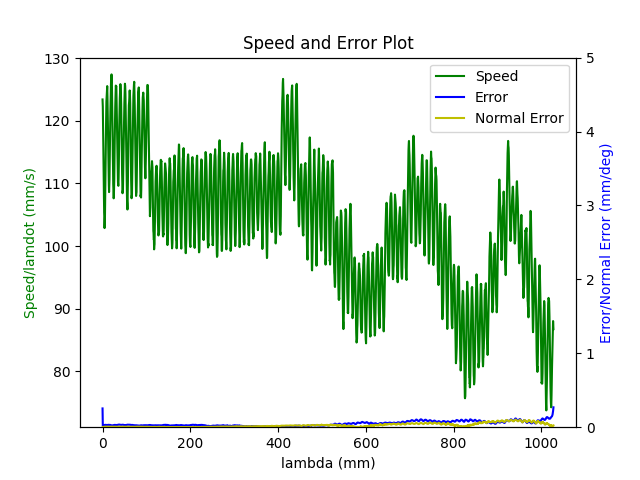 Speed and Error Plot
Speed
Error
Normal Error
130
120
110
100
90
80
Speed/lamdot (mm/s)
5
4
3
2
1
0
Error/Normal Error (mm/deg)
0 200 400 600 800 1000
lambda (mm)